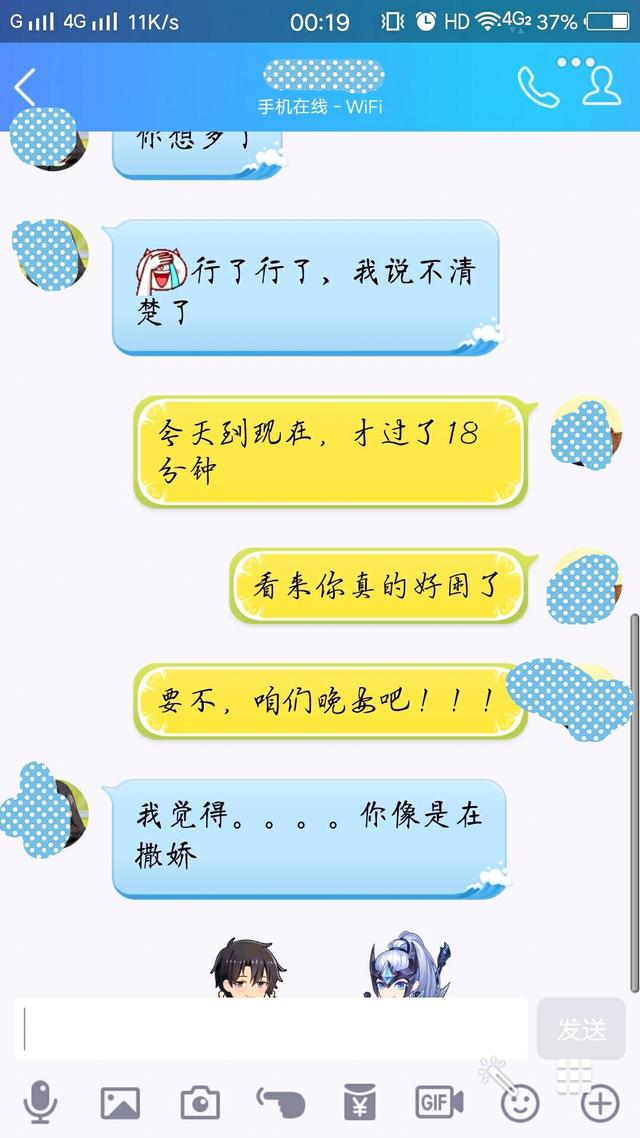 G 4G 11K/s 00:19 HD 4G2 37%
手机在线 - WiFi
你想多了
行了行了，我说不清
楚了
今天到现在，才过了18
分钟
看来你真的好困了
要不，咱们晚安吧！！！
我觉得。。。。你像是在
撒娇
发送
GIF